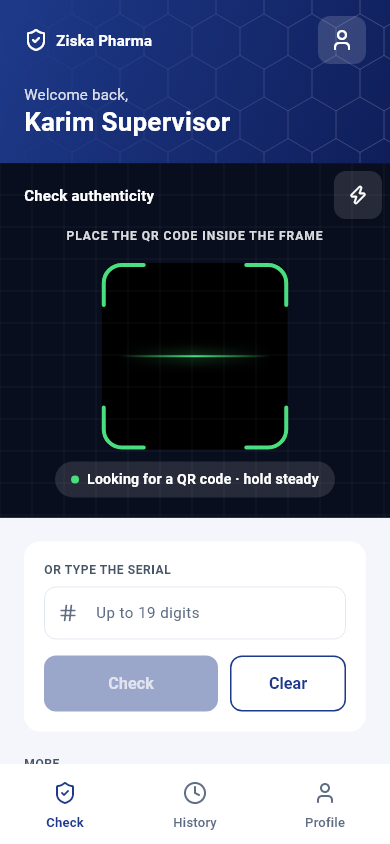 Ziska Pharma
Welcome back,
Karim Supervisor
Check authenticity
PLACE THE QR CODE INSIDE THE FRAME
Looking for a QR code · hold steady
OR TYPE THE SERIAL
Up to 19 digits
Check
Clear
MORE
Check
History
Profile